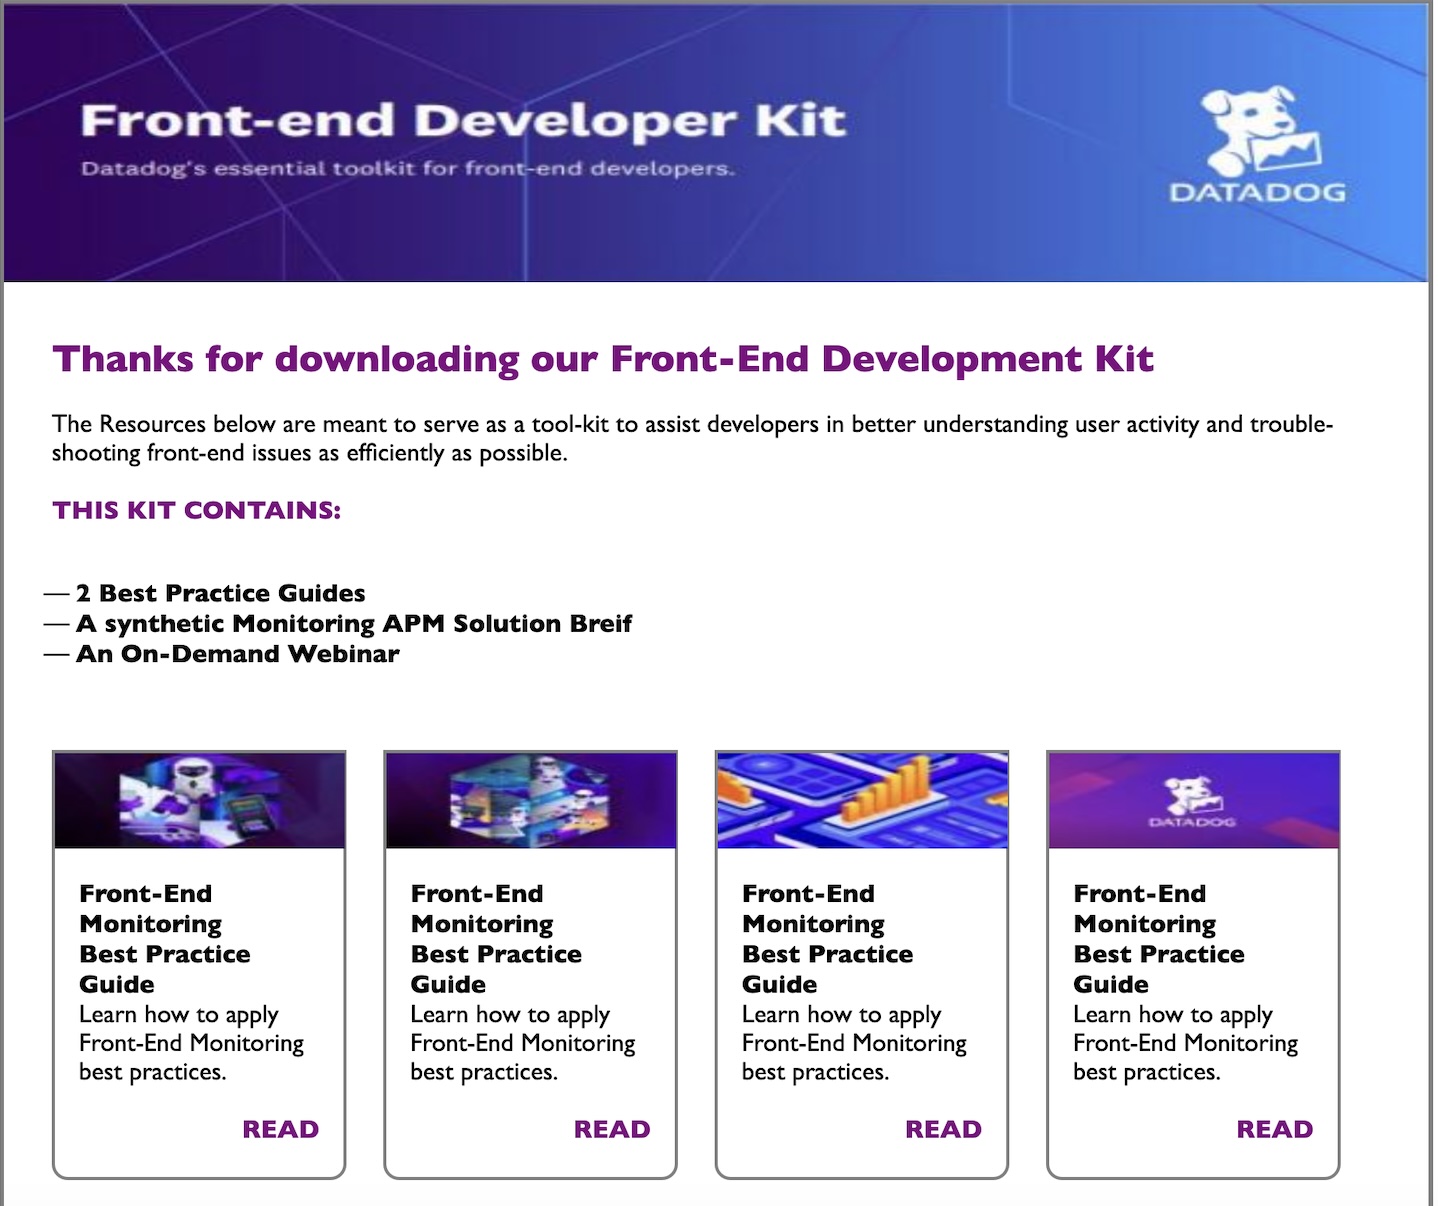 Front-end Developer Kit
Datadog's essential toolkit for front-end developers.
DATADOG
Thanks for downloading our Front-End Development Kit
The Resources below are meant to serve as a tool-kit to assist developers in better understanding user activity and trouble-
shooting front-end issues as efficiently as possible.
THIS KIT CONTAINS:
— 2 Best Practice Guides
— A synthetic Monitoring APM Solution Breif
— An On-Demand Webinar
Front-End
Monitoring
Best Practice
Guide
Learn how to apply
Front-End Monitoring
best practices.
READ
Front-End
Monitoring
Best Practice
Guide
Learn how to apply
Front-End Monitoring
best practices.
READ
Front-End
Monitoring
Best Practice
Guide
Learn how to apply
Front-End Monitoring
best practices.
READ
DATADOG
Front-End
Monitoring
Best Practice
Guide
Learn how to apply
Front-End Monitoring
best practices.
READ